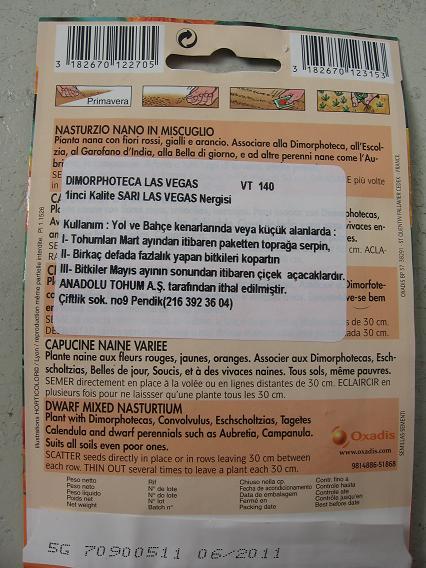 3 182670 122705
3 182670 123153
Primavera
NASTURZIO NANO IN MISCUGLIO
Pianta nana con fiori rossi, gialli e arancio. Associare alla Dimorphoteca, all'Escol-
zia, al Garofano d'India, alla Bella di giorno, e ad altre perenni nane come l'Au-
DIMORPHOTECA LAS VEGAS VT 140
1inci Kalite SARI LAS VEGAS Nergisi
Kullanım : Yol ve Bahçe kenarlarında veya küçük alanlarda :
I- Tohumları Mart ayından itibaren paketten toprağa serpin,
II- Birkaç defada fazlalık yapan bitkileri kopartın
III- Bitkiler Mayıs ayının sonundan itibaren çiçek açacaklardır.
ANADOLU TOHUM A.Ş. tarafından ithal edilmiştir.
Çiftlik sok. no9 Pendik(216 392 36 04)
CAPUCINE NAINE VARIEE
Plante naine aux fleurs rouges, jaunes, oranges. Associer aux Dimorphotecas, Esch-
scholtzias, Belles de jour, Soucis, et à des vivaces naines. Tous sols, même pauvres.
SEMER directement en place à la volée ou en lignes distantes de 30 cm. ECLAIRCIR en
plusieurs fois pour ne laissser qu'une plante tous les 30 cm.
DWARF MIXED NASTURTIUM
Plant with Dimorphotecas, Convolvulus, Eschscholtzias, Tagetes
Calendula and dwarf perennials such as Aubretia, Campanula.
Suits all soils even poor ones.
SCATTER seeds directly in place or in rows leaving 30 cm between
each row. THIN OUT several times to leave a plant each 30 cm.
Oxadis
www.oxadis.com
9814886-51868
SEMILLAS SEMENTI
Peso netto
Peso neto
Peso liquido
Poids net
Net weight
Rif
N° de lote
N° do lote
N° lot
Batch n°
Chiuso nella cp.
Fecha de acondicionamiento
Data de embalagem
Fermé en
Packing date
Contr. fino a
Controle hasta
Controlo até
Contrôle jusqu'en
Best before date
SG 70900511 06/2011